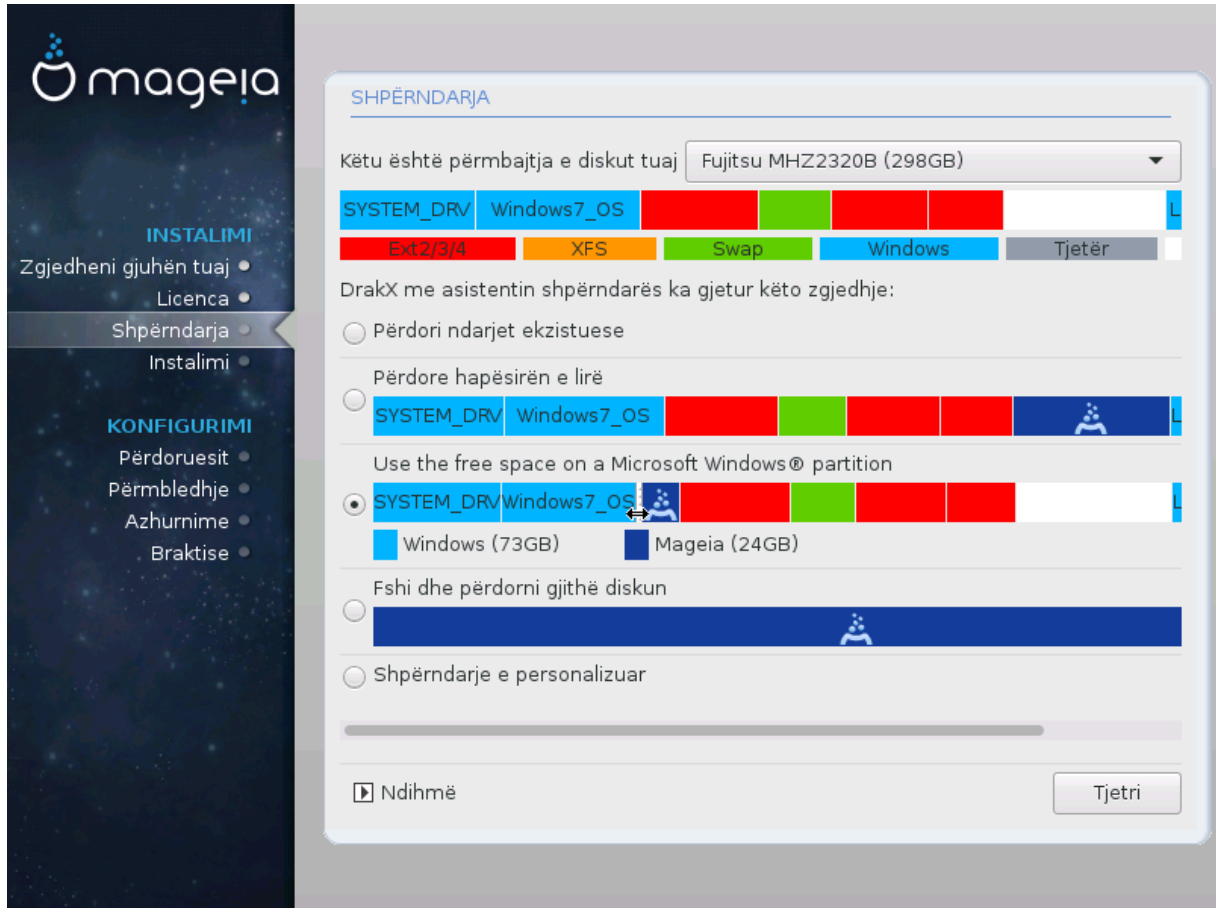 mageia
INSTALIMI
Zgjedheni gjuhën tuaj
Licenca
Shpërndarja
Instalimi
KONFIGURIMI
Përdoruesit
Përmbledhje
Azhurnime
Braktise
SHPËRNDARJA
Këtu është përmbajtja e diskut tuaj Fujitsu MHZ2320B (298GB)
SYSTEM_DRV Windows7_OS L
Ext2/3/4 XFS Swap Windows Tjetër
DrakX me asistentin shpërndarës ka gjetur këto zgjedhje:
Përdori ndarjet ekzistuese
Përdore hapësirën e lirë
SYSTEM_DRV Windows7_OS L
Use the free space on a Microsoft Windows® partition
SYSTEM_DRV Windows7_OS L
Windows (73GB) Mageia (24GB)
Fshi dhe përdorni gjithë diskun
Shpërndarje e personalizuar
Ndihmë Tjetri